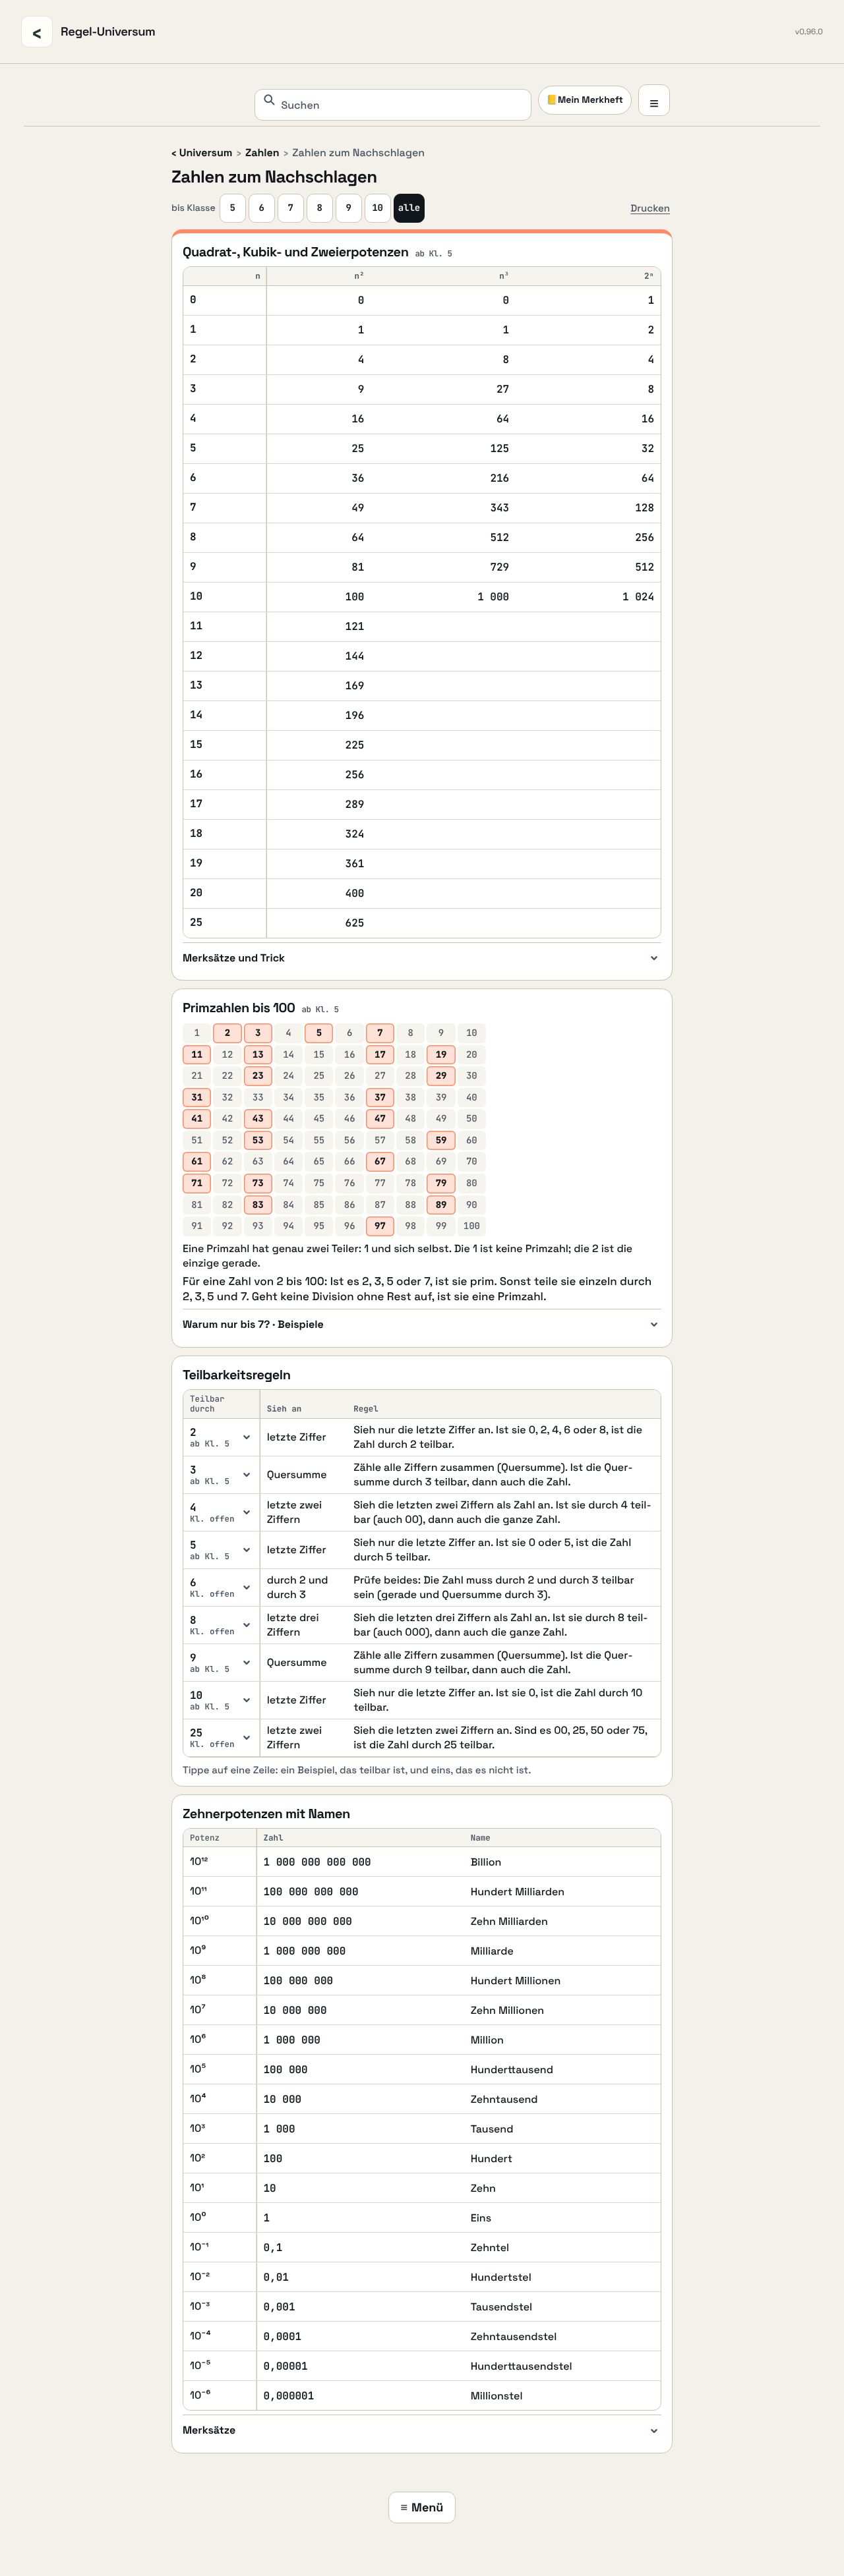 <
Regel-Universum
v0.96.0
Suchen
Mein Merkheft
≡
‹ Universum > Zahlen > Zahlen zum Nachschlagen
Zahlen zum Nachschlagen
bis Klasse 5 6 7 8 9 10 alle
Drucken
Quadrat-, Kubik- und Zweierpotenzen ab Kl. 5
n n² n³ 2ⁿ
0 0 0 1
1 1 1 2
2 4 8 4
3 9 27 8
4 16 64 16
5 25 125 32
6 36 216 64
7 49 343 128
8 64 512 256
9 81 729 512
10 100 1 000 1 024
11 121
12 144
13 169
14 196
15 225
16 256
17 289
18 324
19 361
20 400
25 625
Merksätze und Trick
Primzahlen bis 100 ab Kl. 5
1 2 3 4 5 6 7 8 9 10
11 12 13 14 15 16 17 18 19 20
21 22 23 24 25 26 27 28 29 30
31 32 33 34 35 36 37 38 39 40
41 42 43 44 45 46 47 48 49 50
51 52 53 54 55 56 57 58 59 60
61 62 63 64 65 66 67 68 69 70
71 72 73 74 75 76 77 78 79 80
81 82 83 84 85 86 87 88 89 90
91 92 93 94 95 96 97 98 99 100
Eine Primzahl hat genau zwei Teiler: 1 und sich selbst. Die 1 ist keine Primzahl; die 2 ist die
einzige gerade.
Für eine Zahl von 2 bis 100: Ist es 2, 3, 5 oder 7, ist sie prim. Sonst teile sie einzeln durch
2, 3, 5 und 7. Geht keine Division ohne Rest auf, ist sie eine Primzahl.
Warum nur bis 7? · Beispiele
Teilbarkeitsregeln
Teilbar
durch
Sieh an
Regel
2
ab Kl. 5
letzte Ziffer
Sieh nur die letzte Ziffer an. Ist sie 0, 2, 4, 6 oder 8, ist die
Zahl durch 2 teilbar.
3
ab Kl. 5
Quersumme
Zähle alle Ziffern zusammen (Quersumme). Ist die Quer-
summe durch 3 teilbar, dann auch die Zahl.
4
Kl. offen
letzte zwei
Ziffern
Sieh die letzten zwei Ziffern als Zahl an. Ist sie durch 4 teil-
bar (auch 00), dann auch die ganze Zahl.
5
ab Kl. 5
letzte Ziffer
Sieh nur die letzte Ziffer an. Ist sie 0 oder 5, ist die Zahl
durch 5 teilbar.
6
Kl. offen
durch 2 und
durch 3
Prüfe beides: Die Zahl muss durch 2 und durch 3 teilbar
sein (gerade und Quersumme durch 3).
8
Kl. offen
letzte drei
Ziffern
Sieh die letzten drei Ziffern als Zahl an. Ist sie durch 8 teil-
bar (auch 000), dann auch die ganze Zahl.
9
ab Kl. 5
Quersumme
Zähle alle Ziffern zusammen (Quersumme). Ist die Quer-
summe durch 9 teilbar, dann auch die Zahl.
10
ab Kl. 5
letzte Ziffer
Sieh nur die letzte Ziffer an. Ist sie 0, ist die Zahl durch 10
teilbar.
25
Kl. offen
letzte zwei
Ziffern
Sieh die letzten zwei Ziffern an. Sind es 00, 25, 50 oder 75,
ist die Zahl durch 25 teilbar.
Tippe auf eine Zeile: ein Beispiel, das teilbar ist, und eins, das es nicht ist.
Zehnerpotenzen mit Namen
Potenz Zahl Name
10¹² 1 000 000 000 000 Billion
10¹¹ 100 000 000 000 Hundert Milliarden
10¹⁰ 10 000 000 000 Zehn Milliarden
10⁹ 1 000 000 000 Milliarde
10⁸ 100 000 000 Hundert Millionen
10⁷ 10 000 000 Zehn Millionen
10⁶ 1 000 000 Million
10⁵ 100 000 Hunderttausend
10⁴ 10 000 Zehntausend
10³ 1 000 Tausend
10² 100 Hundert
10¹ 10 Zehn
10⁰ 1 Eins
10⁻¹ 0,1 Zehntel
10⁻² 0,01 Hundertstel
10⁻³ 0,001 Tausendstel
10⁻⁴ 0,0001 Zehntausendstel
10⁻⁵ 0,00001 Hunderttausendstel
10⁻⁶ 0,000001 Millionstel
Merksätze
≡ Menü